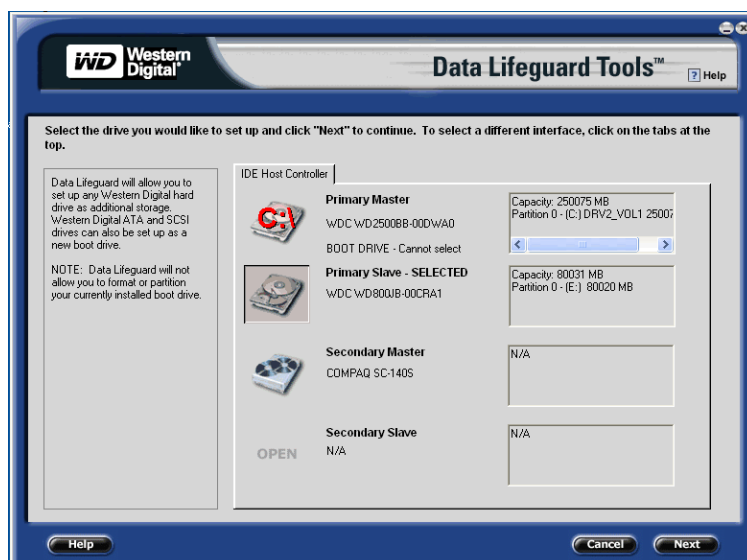 WD Western
Digital®
Data Lifeguard Tools™
? Help
Select the drive you would like to set up and click "Next" to continue. To select a different interface, click on the tabs at the
top.
Data Lifeguard will allow you to
set up any Western Digital hard
drive as additional storage.
Western Digital ATA and SCSI
drives can also be set up as a
new boot drive.
NOTE: Data Lifeguard will not
allow you to format or partition
your currently installed boot drive.
IDE Host Controller
C:\
Primary Master
WDC WD2500BB-00DWA0
BOOT DRIVE - Cannot select
Capacity: 250075 MB
Partition 0 - (C:) DRV2_VOL1 25007
Primary Slave - SELECTED
WDC WD800JB-00CRA1
Capacity: 80031 MB
Partition 0 - (E:) 80020 MB
Secondary Master
COMPAQ SC-140S
N/A
OPEN
Secondary Slave
N/A
N/A
Help
Cancel
Next